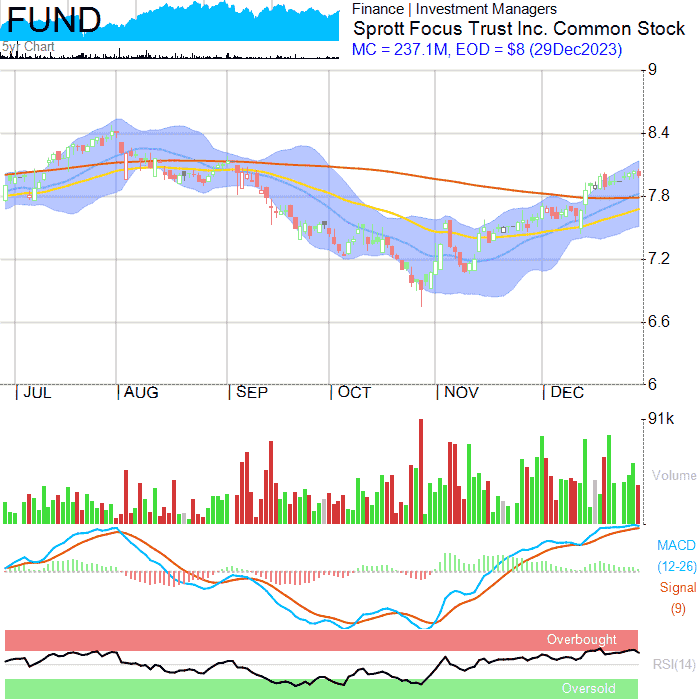 FUND
5yr Chart
Finance | Investment Managers
Sprott Focus Trust Inc. Common Stock
MC = 237.1M, EOD = $8 (29Dec2023)
9
8.4
7.8
7.2
6.6
6
| JUL | AUG | SEP | OCT | NOV | DEC
91k
Volume
MACD
(12-26)
Signal
(9)
Overbought
RSI(14)
Oversold